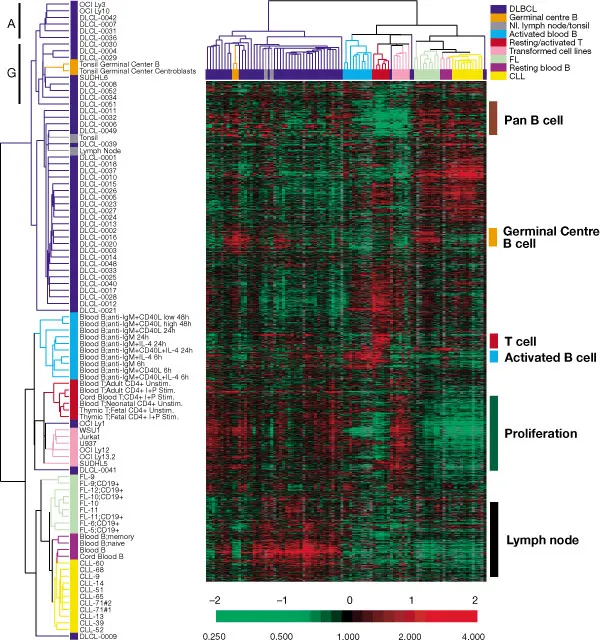 A
G
OCI Ly3
OCI Ly10
DLCL-0042
DLCL-0007
DLCL-0031
DLCL-0036
DLCL-0030
DLCL-0004
DLCL-0029
Tonsil Germinal Center B
Tonsil Germinal Center Centroblasts
SUDHL6
DLCL-0008
DLCL-0052
DLCL-0034
DLCL-0051
DLCL-0011
DLCL-0032
DLCL-0006
DLCL-0049
Tonsil
DLCL-0039
Lymph Node
DLCL-0001
DLCL-0018
DLCL-0037
DLCL-0010
DLCL-0015
DLCL-0026
DLCL-0005
DLCL-0023
DLCL-0027
DLCL-0024
DLCL-0013
DLCL-0002
DLCL-0016
DLCL-0020
DLCL-0003
DLCL-0014
DLCL-0048
DLCL-0033
DLCL-0025
DLCL-0040
DLCL-0017
DLCL-0028
DLCL-0012
DLCL-0021
Blood B;anti-IgM+CD40L low 48h
Blood B;anti-IgM+CD40L high 48h
Blood B;anti-IgM+CD40L 24h
Blood B;anti-IgM 24h
Blood B;anti-IgM+IL-4 24h
Blood B;anti-IgM+CD40L+IL-4 24h
Blood B;anti-IgM+IL-4 6h
Blood B;anti-IgM 6h
Blood B;anti-IgM+CD40L 6h
Blood B;anti-IgM+CD40L+IL-4 6h
Blood T;Adult CD4+ Unstim.
Blood T;Adult CD4+ I+P Stim.
Cord Blood T;CD4+ I+P Stim.
Blood T;Neonatal CD4+ Unstim.
Thymic T;Fetal CD4+ Unstim.
Thymic T;Fetal CD4+ I+P Stim.
OCI Ly1
WSU1
Jurkat
U937
OCI Ly12
OCI Ly13.2
SUDHL5
DLCL-0041
FL-9
FL-9;CD19+
FL-12;CD19+
FL-10;CD19+
FL-10
FL-11
FL-11;CD19+
FL-6;CD19+
FL-5;CD19+
Blood B;memory
Blood B;naive
Blood B
Cord Blood B
CLL-60
CLL-68
CLL-9
CLL-14
CLL-51
CLL-65
CLL-71#2
CLL-71#1
CLL-13
CLL-39
CLL-52
DLCL-0009
DLBCL
Germinal centre B
Nl. lymph node/tonsil
Activated blood B
Resting/activated T
Transformed cell lines
FL
Resting blood B
CLL
Pan B cell
Germinal Centre
B cell
T cell
Activated B cell
Proliferation
Lymph node
−2 −1 0 1 2
0.250 0.500 1.000 2.000 4.000